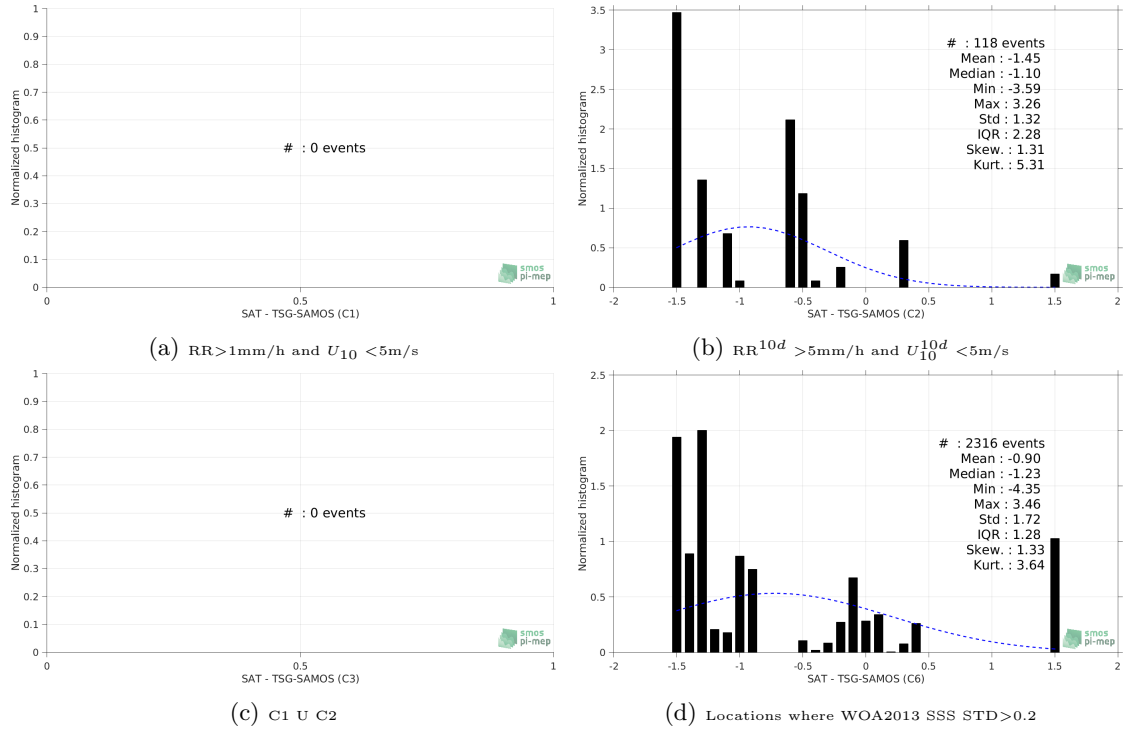 1
0.9
0.8
0.7
0.6
0.5
0.4
0.3
0.2
0.1
0
Normalized histogram
# : 0 events
smos
pi-mep
0 0.5 1
SAT - TSG-SAMOS (C1)
(a) RR>1mm/h and U10 <5m/s
3.5
3
2.5
2
1.5
1
0.5
0
Normalized histogram
# : 118 events
Mean : -1.45
Median : -1.10
Min : -3.59
Max : 3.26
Std : 1.32
IQR : 2.28
Skew. : 1.31
Kurt. : 5.31
smos
pi-mep
-2 -1.5 -1 -0.5 0 0.5 1 1.5 2
SAT - TSG-SAMOS (C2)
(b) RR^10d >5mm/h and U10^10d <5m/s
1
0.9
0.8
0.7
0.6
0.5
0.4
0.3
0.2
0.1
0
Normalized histogram
# : 0 events
smos
pi-mep
0 0.5 1
SAT - TSG-SAMOS (C3)
(c) C1 U C2
2.5
2
1.5
1
0.5
0
Normalized histogram
# : 2316 events
Mean : -0.90
Median : -1.23
Min : -4.35
Max : 3.46
Std : 1.72
IQR : 1.28
Skew. : 1.33
Kurt. : 3.64
smos
pi-mep
-2 -1.5 -1 -0.5 0 0.5 1 1.5 2
SAT - TSG-SAMOS (C6)
(d) Locations where WOA2013 SSS STD>0.2